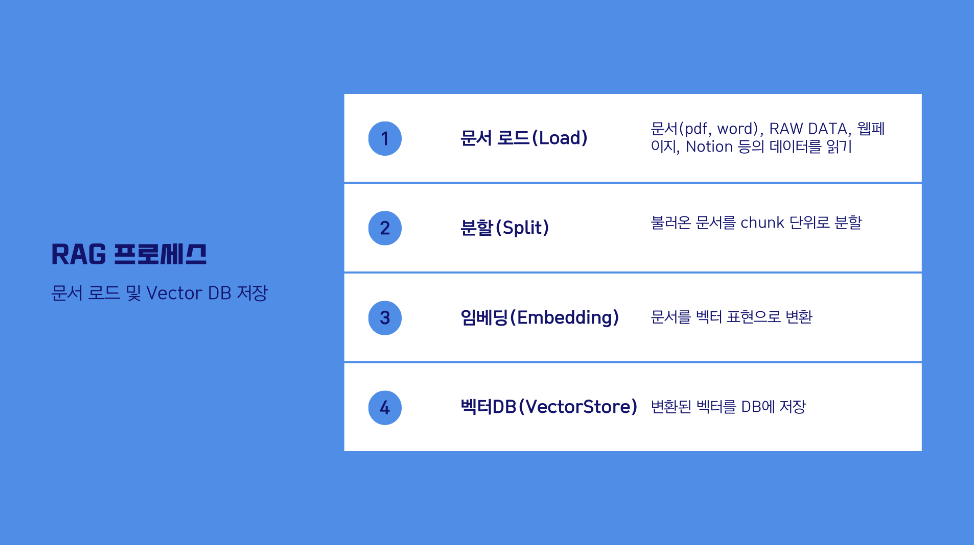 RAG 프로세스
문서 로드 및 Vector DB 저장
1
문서 로드(Load)
문서(pdf, word), RAW DATA, 웹페
이지, Notion 등의 데이터를 읽기
2
분할(Split)
불러온 문서를 chunk 단위로 분할
3
임베딩(Embedding)
문서를 벡터 표현으로 변환
4
벡터DB(VectorStore)
변환된 벡터를 DB에 저장